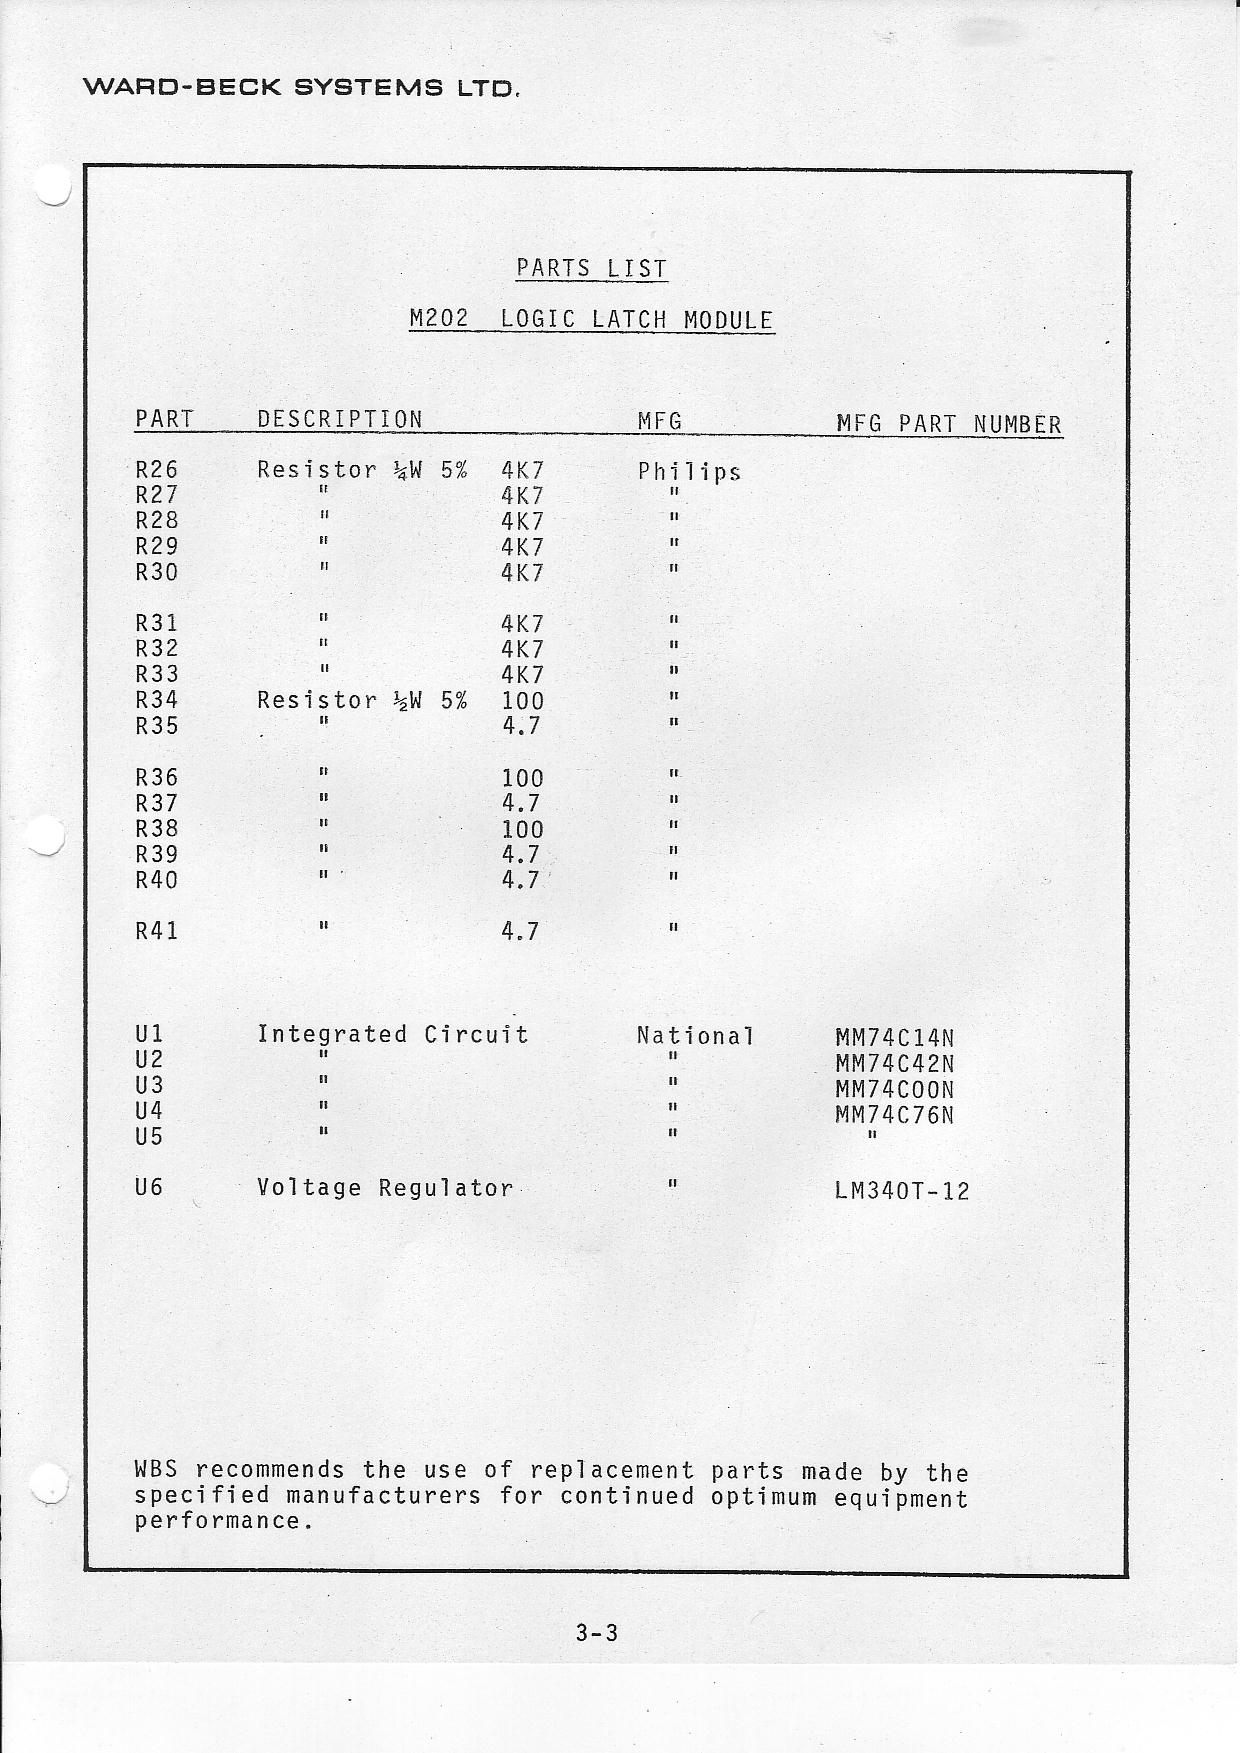 WARD-BECK SYSTEMS LTD.
PARTS LIST
M202 LOGIC LATCH MODULE
PART DESCRIPTION MFG MFG PART NUMBER
R26 Resistor ¼W 5% 4K7 Philips
R27 " 4K7 "
R28 " 4K7 "
R29 " 4K7 "
R30 " 4K7 "
R31 " 4K7 "
R32 " 4K7 "
R33 " 4K7 "
R34 Resistor ½W 5% 100 "
R35 " 4.7 "
R36 " 100 "
R37 " 4.7 "
R38 " 100 "
R39 " 4.7 "
R40 " 4.7 "
R41 " 4.7 "
U1 Integrated Circuit National MM74C14N
U2 " " MM74C42N
U3 " " MM74C00N
U4 " " MM74C76N
U5 " " "
U6 Voltage Regulator " LM340T-12
WBS recommends the use of replacement parts made by the
specified manufacturers for continued optimum equipment
performance.
3-3